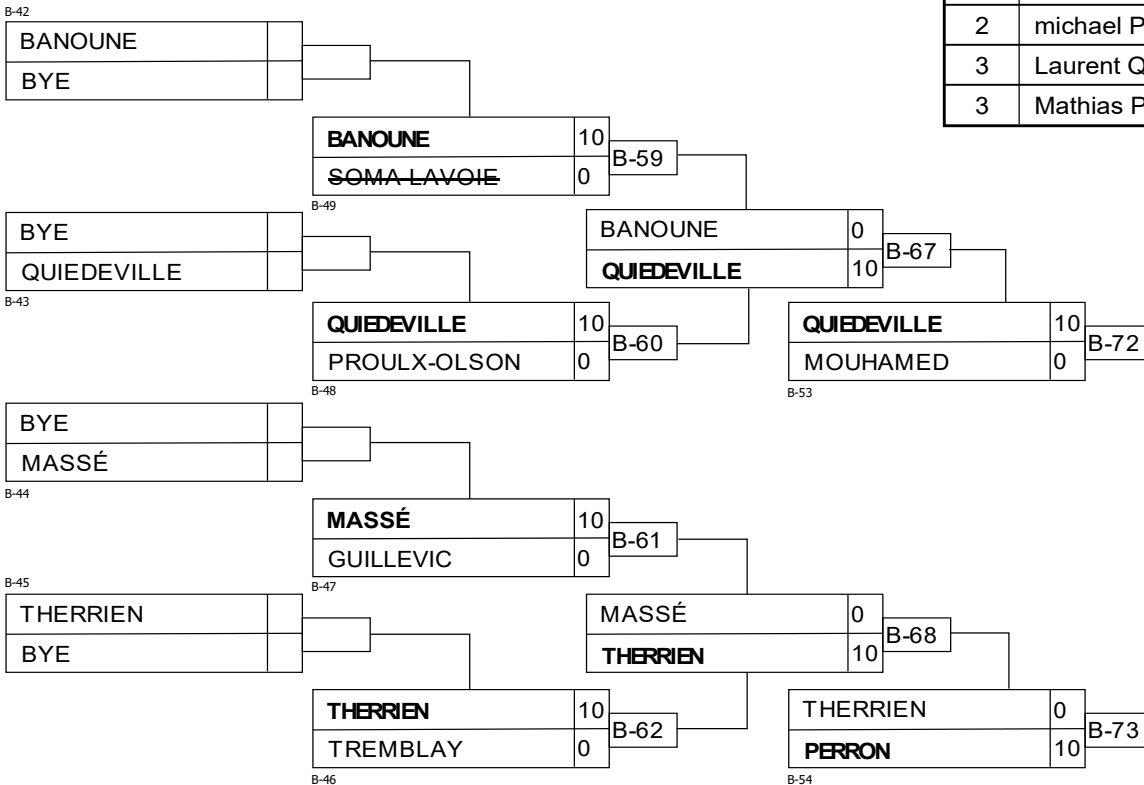 B-42
BANOUNE
BYE
2 michael P
3 Laurent Q
3 Mathias P
BANOUNE 10
SOMA LAVOIE 0
B-59
B-49
BYE
QUIEDEVILLE
B-43
BANOUNE 0
QUIEDEVILLE 10
B-67
QUIEDEVILLE 10
PROULX-OLSON 0
B-60
B-48
QUIEDEVILLE 10
MOUHAMED 0
B-72
B-53
BYE
MASSÉ
B-44
MASSÉ 10
GUILLEVIC 0
B-61
B-47
B-45
THERRIEN
BYE
MASSÉ 0
THERRIEN 10
B-68
THERRIEN 10
TREMBLAY 0
B-62
B-46
THERRIEN 0
PERRON 10
B-73
B-54